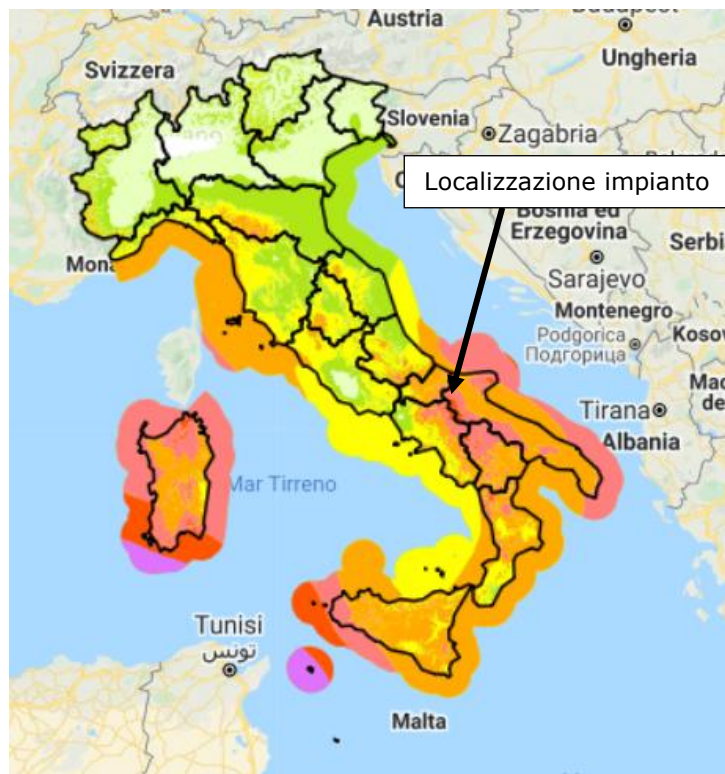 Austria
Budapest
Ungheria
Svizzera
Slovenia
Zagabria
Localizzazione impianto
Bosnia ed
Erzegovina
Serbi
Mona
Sarajevo
Montenegro
Podgorica
Подгорица
Kosov
Mac
de
Tirana
Albania
Mar Tirreno
Tunisi
تونس
Malta